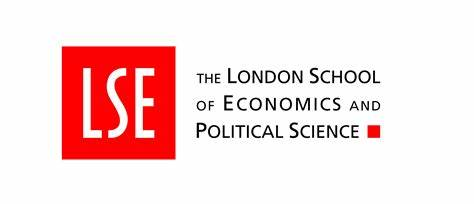 LSE
THE LONDON SCHOOL
OF ECONOMICS AND
POLITICAL SCIENCE